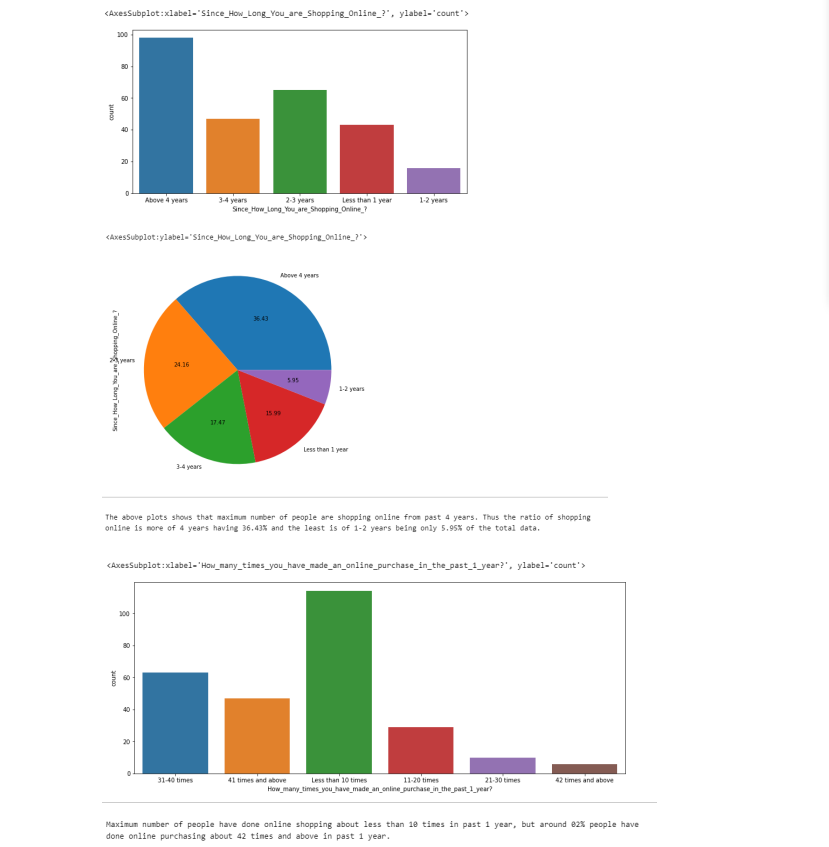 <AxesSubplot:xlabel='Since_How_Long_You_are_Shopping_Online_?', ylabel='count'>
100
80
60
40
20
0
count
Above 4 years
3-4 years
2-3 years
Less than 1 year
1-2 years
Since_How_Long_You_are_Shopping_Online_?
<AxesSubplot:ylabel='Since_How_Long_You_are_Shopping_Online_?'>
Above 4 years
36.43
Since_How_Long_You_are_Shopping_Online_?
2-3 years
24.16
5.95
1-2 years
15.99
17.47
Less than 1 year
3-4 years
The above plots shows that maximum number of people are shopping online from past 4 years. Thus the ratio of shopping
online is more of 4 years having 36.43% and the least is of 1-2 years being only 5.95% of the total data.
<AxesSubplot:xlabel='How_many_times_you_have_made_an_online_purchase_in_the_past_1_year?', ylabel='count'>
100
80
60
40
20
0
count
31-40 times
41 times and above
Less than 10 times
11-20 times
21-30 times
42 times and above
How_many_times_you_have_made_an_online_purchase_in_the_past_1_year?
Maximum number of people have done online shopping about less than 10 times in past 1 year, but around 02% people have
done online purchasing about 42 times and above in past 1 year.